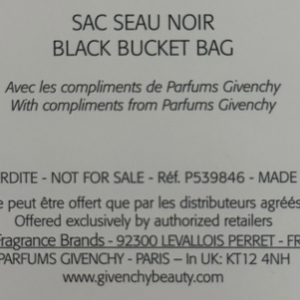 SAC SEAU NOIR
BLACK BUCKET BAG
Avec les compliments de Parfums Givenchy
With compliments from Parfums Givenchy
RDITE - NOT FOR SALE - Réf. P539846 - MADE
e peut être offert que par les distributeurs agréés
Offered exclusively by authorized retailers
Fragrance Brands - 92300 LEVALLOIS PERRET - FR
PARFUMS GIVENCHY - PARIS – In UK: KT12 4NH
www.givenchybeauty.com